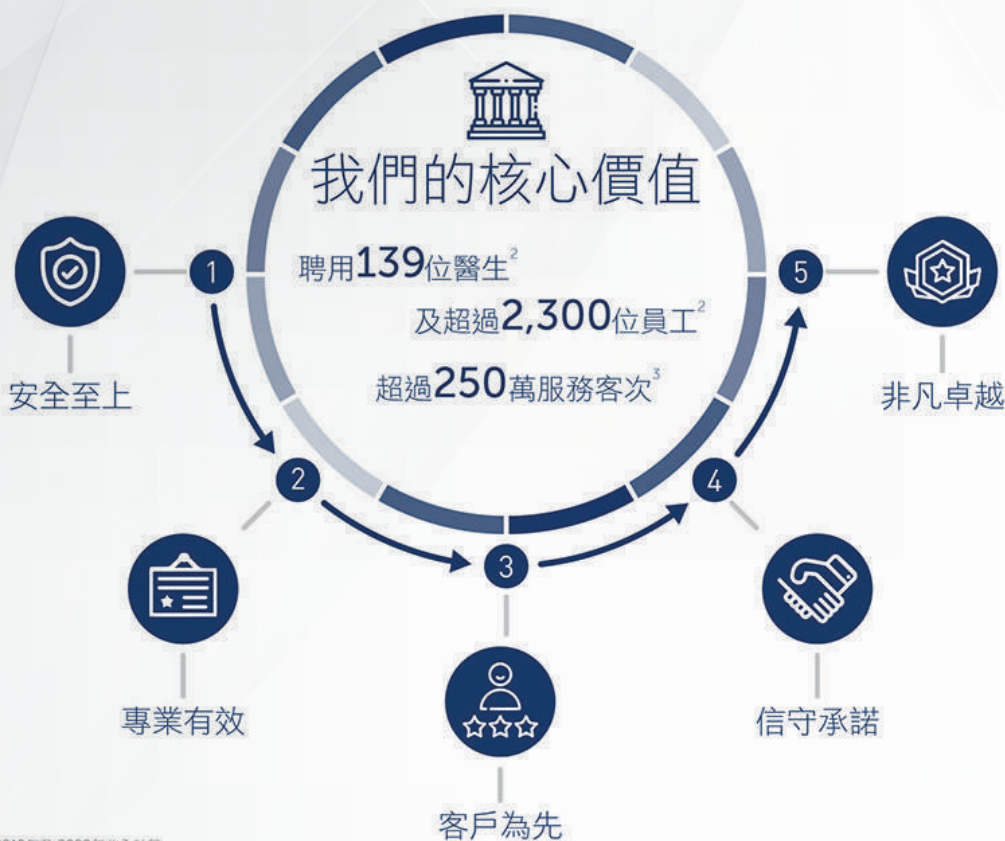 我們的核心價值
聘用139位醫生²
及超過2,300位員工²
超過250萬服務客次³
1
安全至上
2
專業有效
3
客戶為先
4
信守承諾
5
非凡卓越